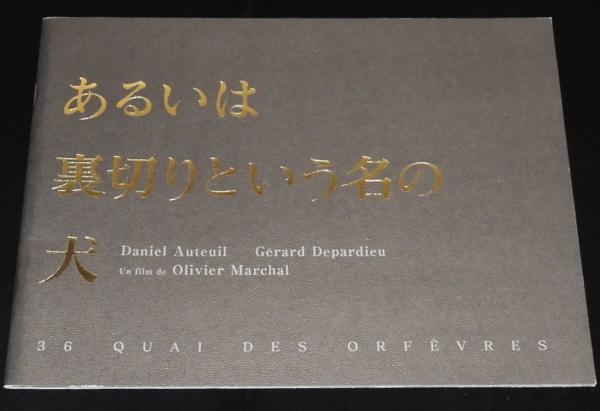 あるいは
裏切りという名の
犬
Daniel Auteuil Gérard Depardieu
Un film de Olivier Marchal
36 QUAI DES ORFÈVRES